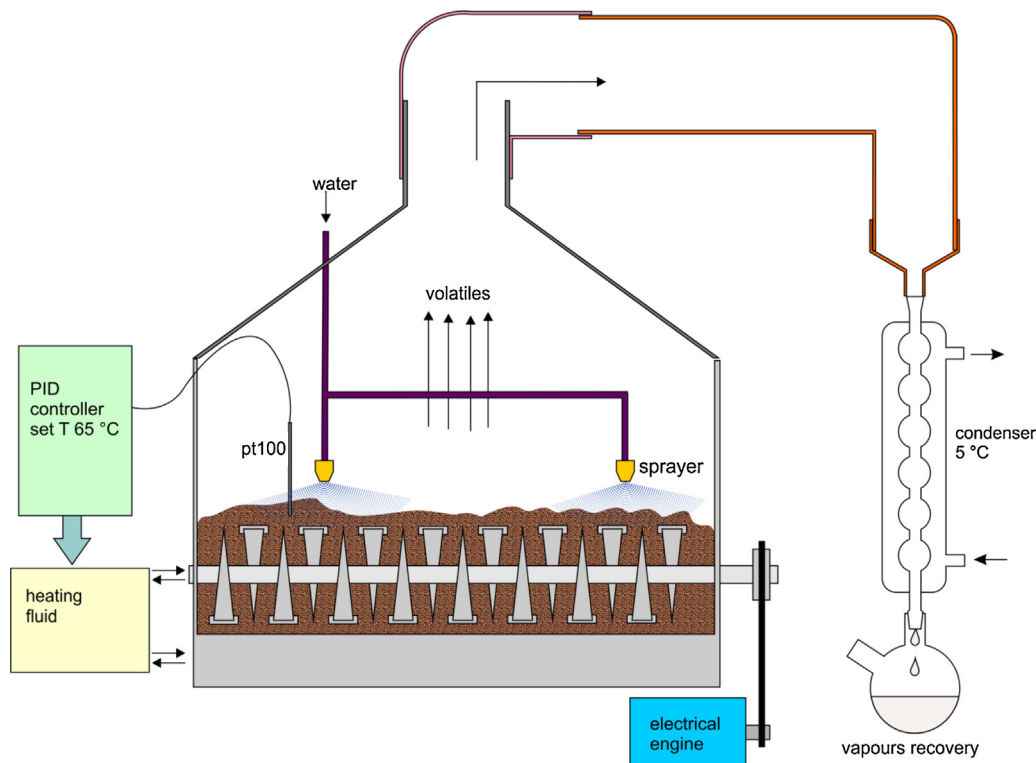 water
volatiles
PID
controller
set T 65 °C
pt100
sprayer
condenser
5 °C
heating
fluid
electrical
engine
vapours recovery